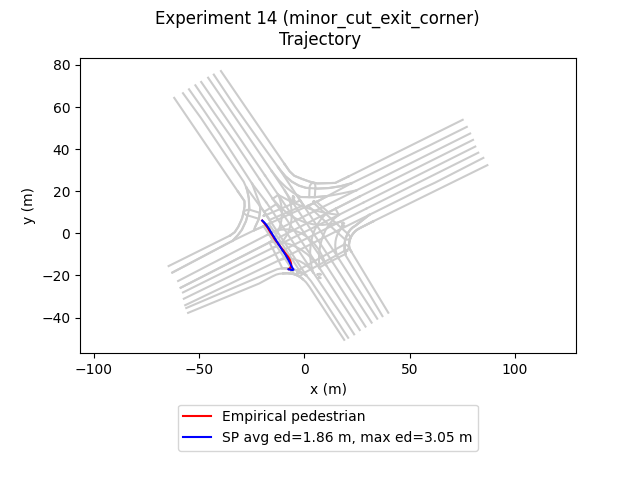 Experiment 14 (minor_cut_exit_corner)
Trajectory
80
60
40
20
0
−20
−40
y (m)
−100
−50
0
50
100
x (m)
Empirical pedestrian
SP avg ed=1.86 m, max ed=3.05 m